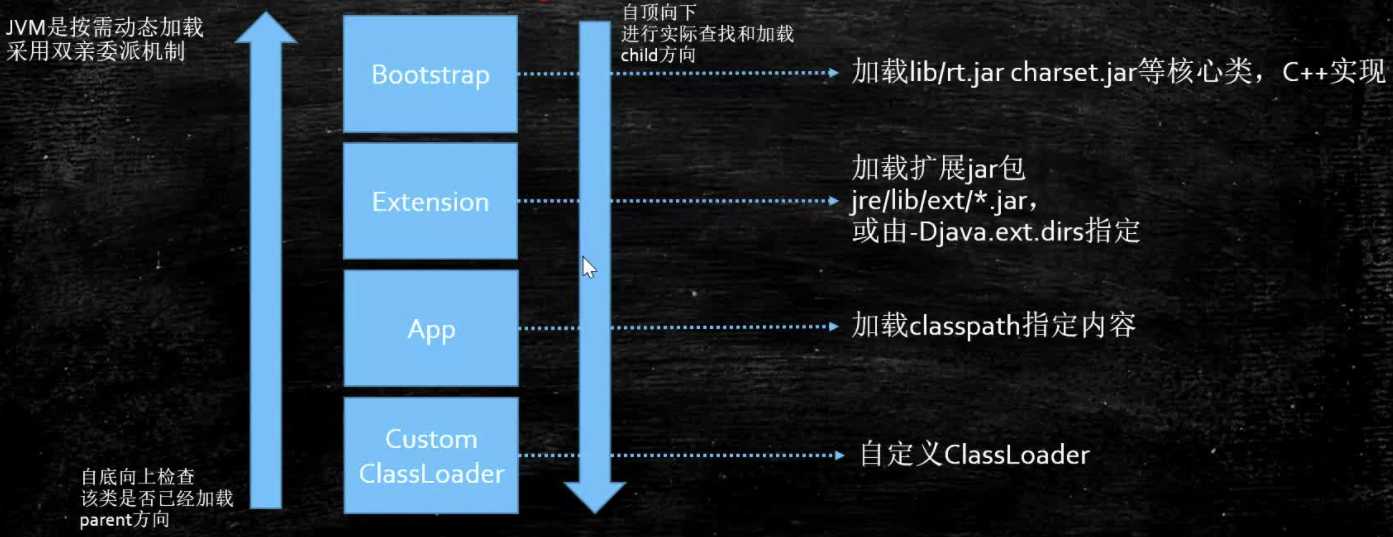 JVM是按需动态加载
采用双亲委派机制
自顶向下
进行实际查找和加载
child方向
Bootstrap
加载lib/rt.jar charset.jar等核心类，C++实现
Extension
加载扩展jar包
jre/lib/ext/*.jar，
或由-Djava.ext.dirs指定
App
加载classpath指定内容
Custom
ClassLoader
自定义ClassLoader
自底向上检查
该类是否已经加载
parent方向